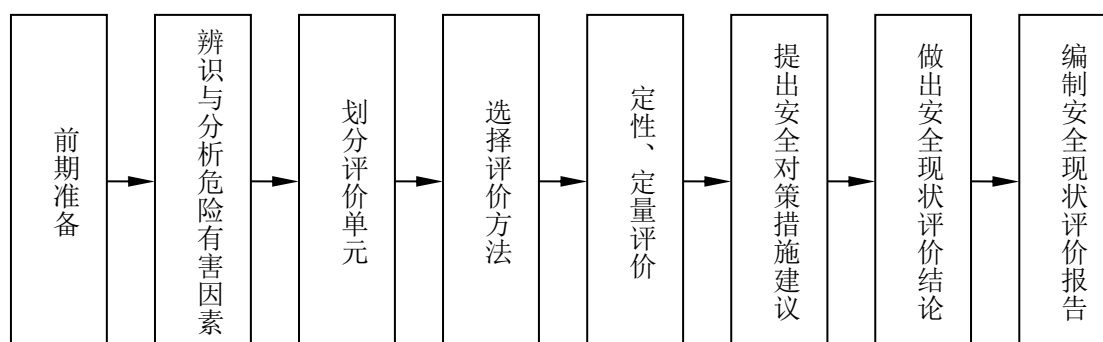 前期准备
辨识与分析危险有害因素
划分评价单元
选择评价方法
定性、定量评价
提出安全对策措施建议
做出安全现状评价结论
编制安全现状评价报告